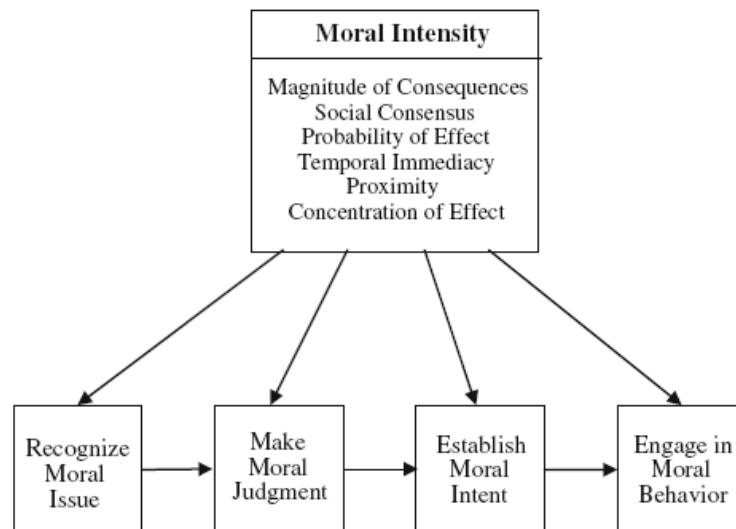 Moral Intensity
Magnitude of Consequences
Social Consensus
Probability of Effect
Temporal Immediacy
Proximity
Concentration of Effect
Recognize
Moral
Issue
Make
Moral
Judgment
Establish
Moral
Intent
Engage in
Moral
Behavior